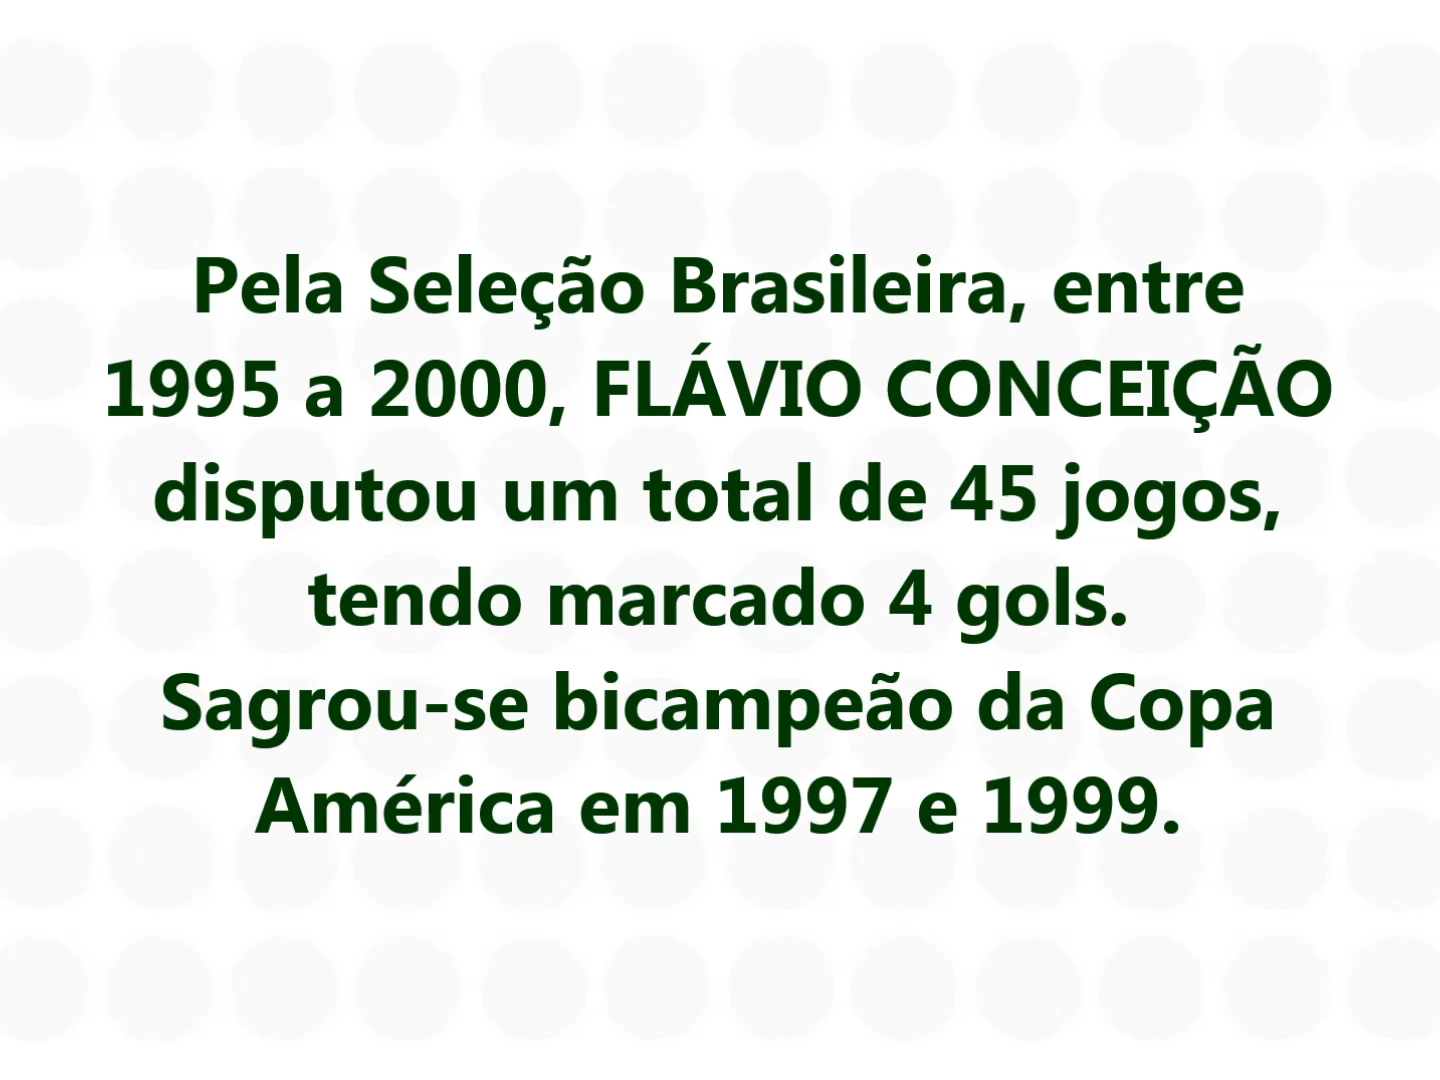 Pela Seleção Brasileira, entre
1995 a 2000, FLÁVIO CONCEIÇÃO
disputou um total de 45 jogos,
tendo marcado 4 gols.
Sagrou-se bicampeão da Copa
América em 1997 e 1999.